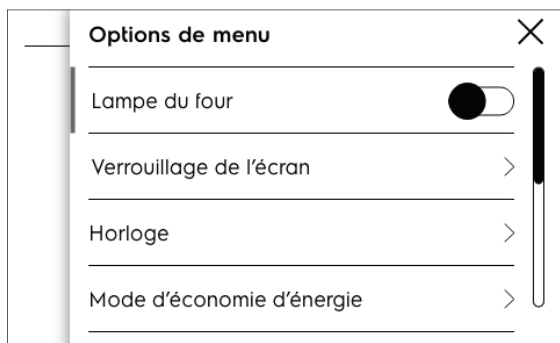 Options de menu
Lampe du four
Verrouillage de l'écran
Horloge
Mode d'économie d'énergie